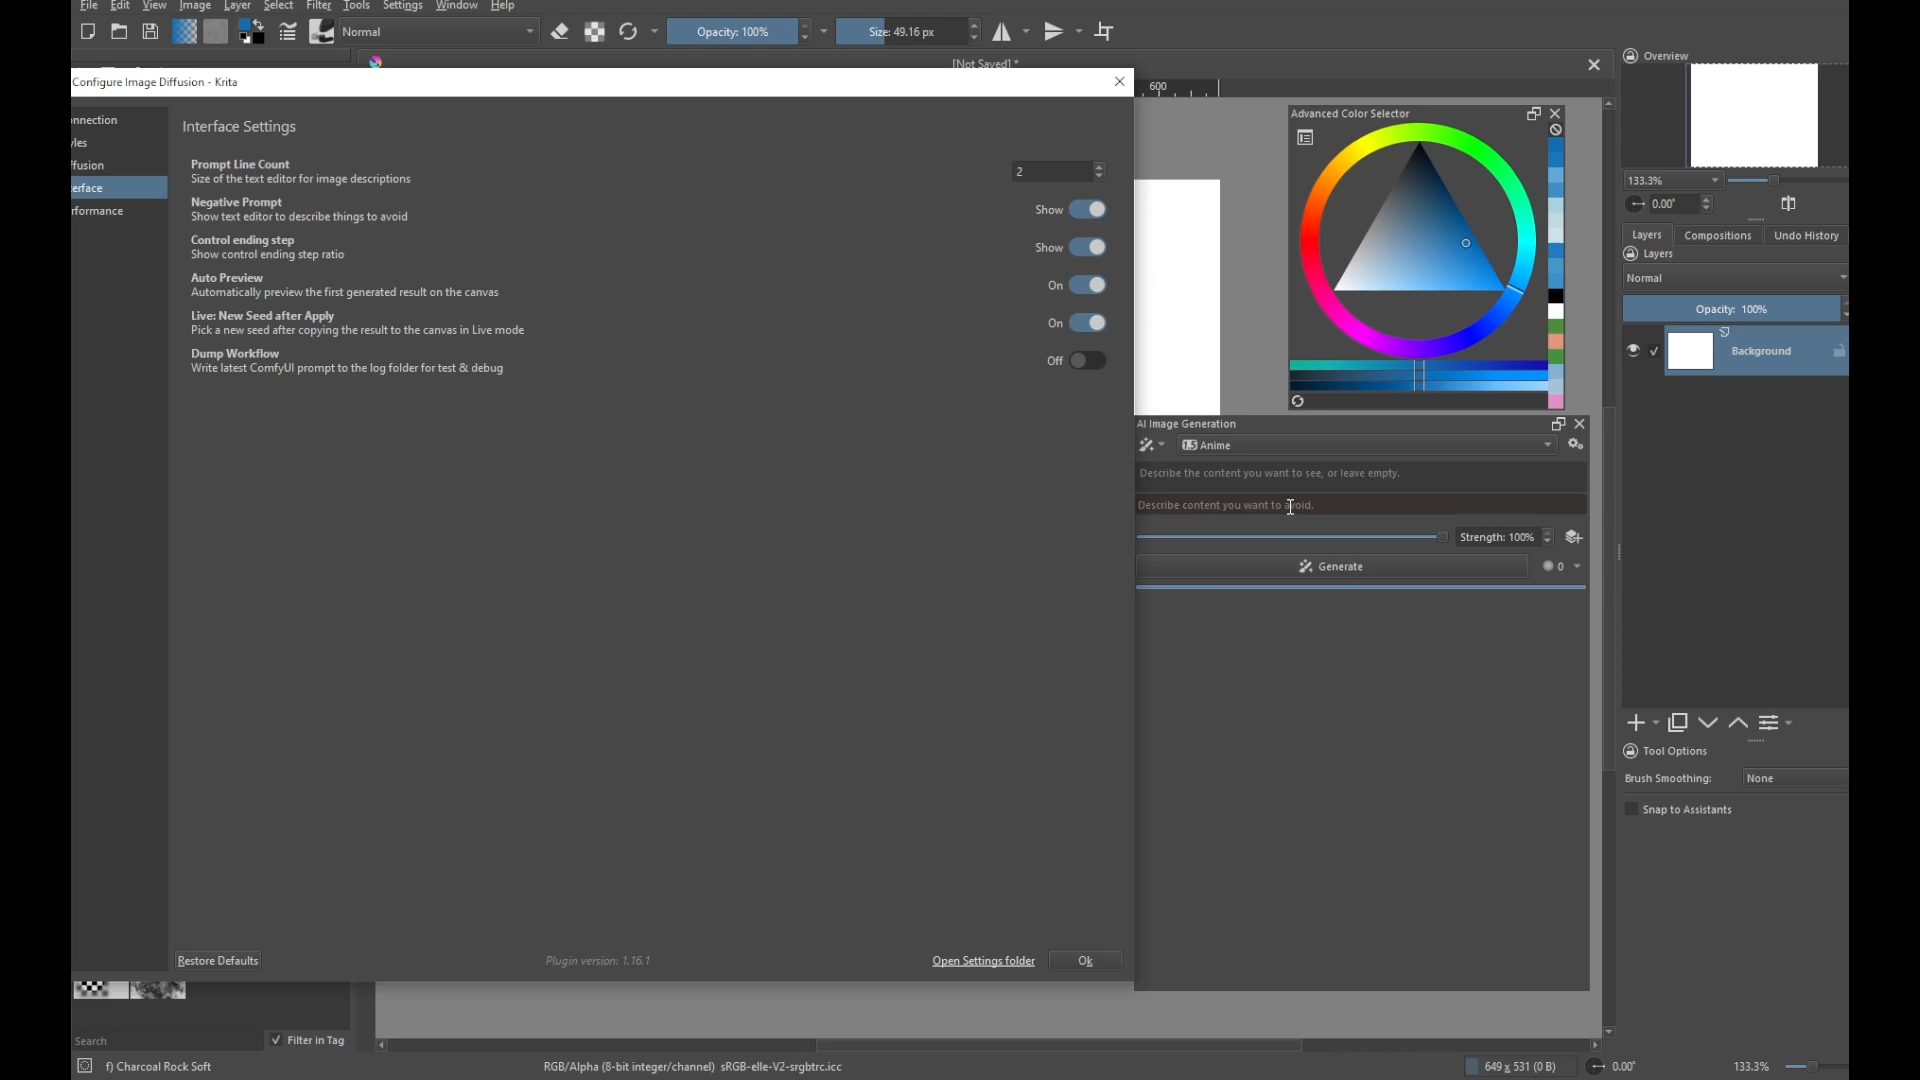 File Edit View Image Layer Select Filter Tools Settings Window Help
Normal
Opacity: 100%
Size: 49.16 px
[Not Saved] *
Configure Image Diffusion - Krita
nnection
yles
ffusion
erface
rformance
Interface Settings
Prompt Line Count
Size of the text editor for image descriptions
2
Negative Prompt
Show text editor to describe things to avoid
Show
Control ending step
Show control ending step ratio
Show
Auto Preview
Automatically preview the first generated result on the canvas
On
Live: New Seed after Apply
Pick a new seed after copying the result to the canvas in Live mode
On
Dump Workflow
Write latest ComfyUI prompt to the log folder for test & debug
Off
Restore Defaults
Plugin version: 1.16.1
Open Settings folder
Ok
600
Advanced Color Selector
AI Image Generation
1.5 Anime
Describe the content you want to see, or leave empty.
Describe content you want to avoid.
Strength: 100%
Generate
0
Overview
133.3%
0.00°
Layers Compositions Undo History
Layers
Normal
Opacity: 100%
Background
Tool Options
Brush Smoothing: None
Snap to Assistants
Search
Filter in Tag
f) Charcoal Rock Soft
RGB/Alpha (8-bit integer/channel) sRGB-elle-V2-srgbtrc.icc
649 x 531 (0 B)
0.00°
133.3%